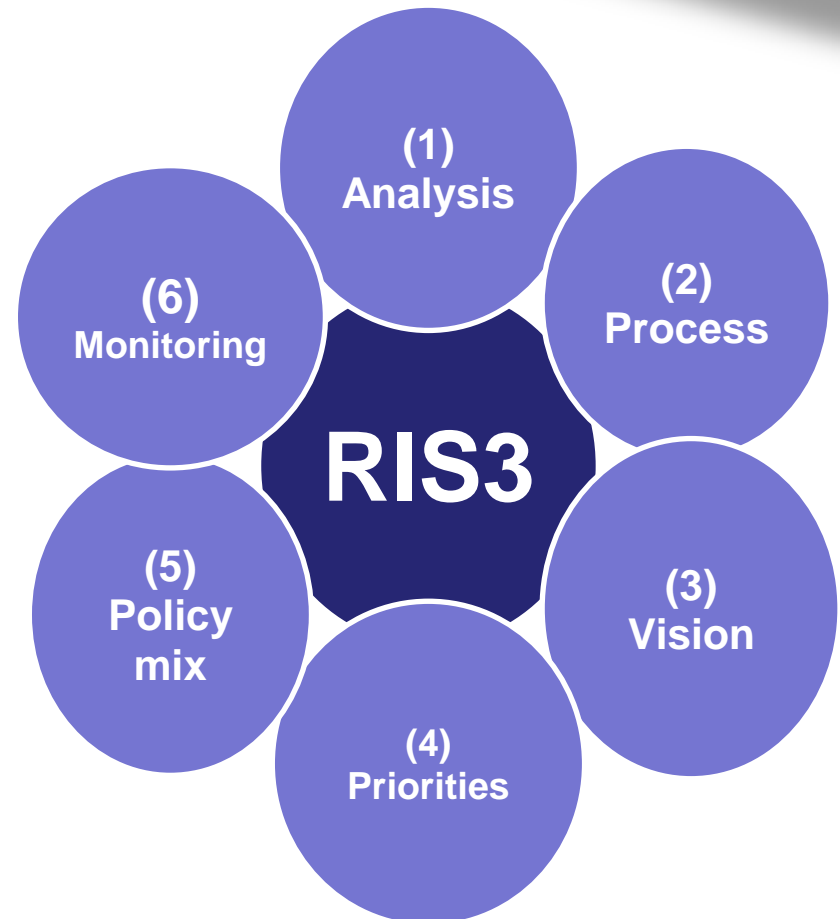 (1)
Analysis
(2)
Process
(3)
Vision
(4)
Priorities
(5)
Policy
mix
(6)
Monitoring
RIS3